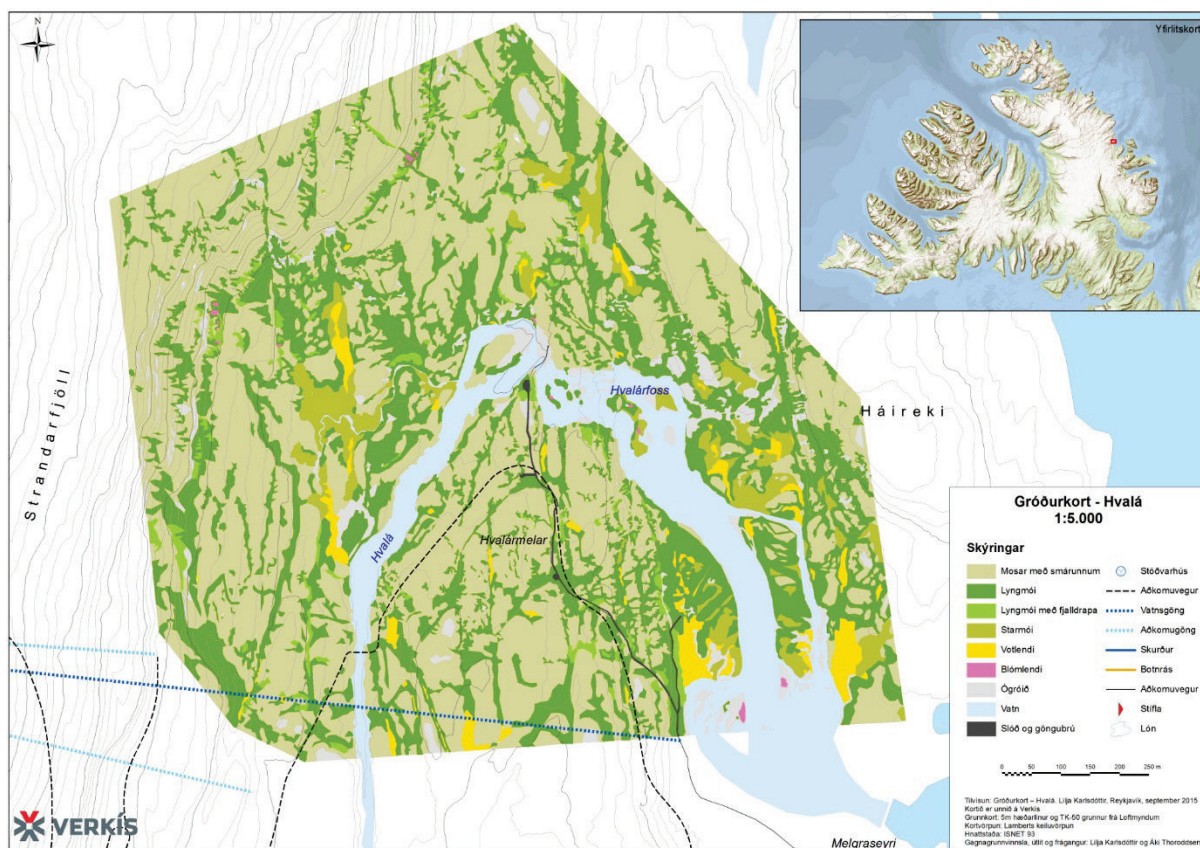 N
Yfirlitskort
Strandarfjöll
Hvalárfoss
Háireki
Hvalá
Hvalármelar
Melgraseyri
VERKÍS
Gróðurkort - Hvalá
1:5.000
Skýringar
Mosar með smárunnum
Lyngmói
Lyngmói með fjalldrapa
Starmói
Votlendi
Blómlendi
Ógróið
Vatn
Slóð og göngubrú
Stöðvarhús
Aðkomuvegur
Vatnsgöng
Aðkomugöng
Skurður
Botnrás
Aðkomuvegur
Stífla
Lón
0 50 100 150 200 250 m
Tilvísun: Gróðurkort – Hvalá. Lilja Karlsdóttir, Reykjavík, september 2015
Kortið er unnið á Verkís
Grunnkort: 5m hæðarlínur og TK-50 grunnur frá Loftmyndum
Kortvörpun: Lamberts keiluvörpun
Hnattstaða: ISNET 93
Gagnagrunnvinnsla, útlit og frágangur: Lilja Karlsdóttir og Áki Thoroddsen